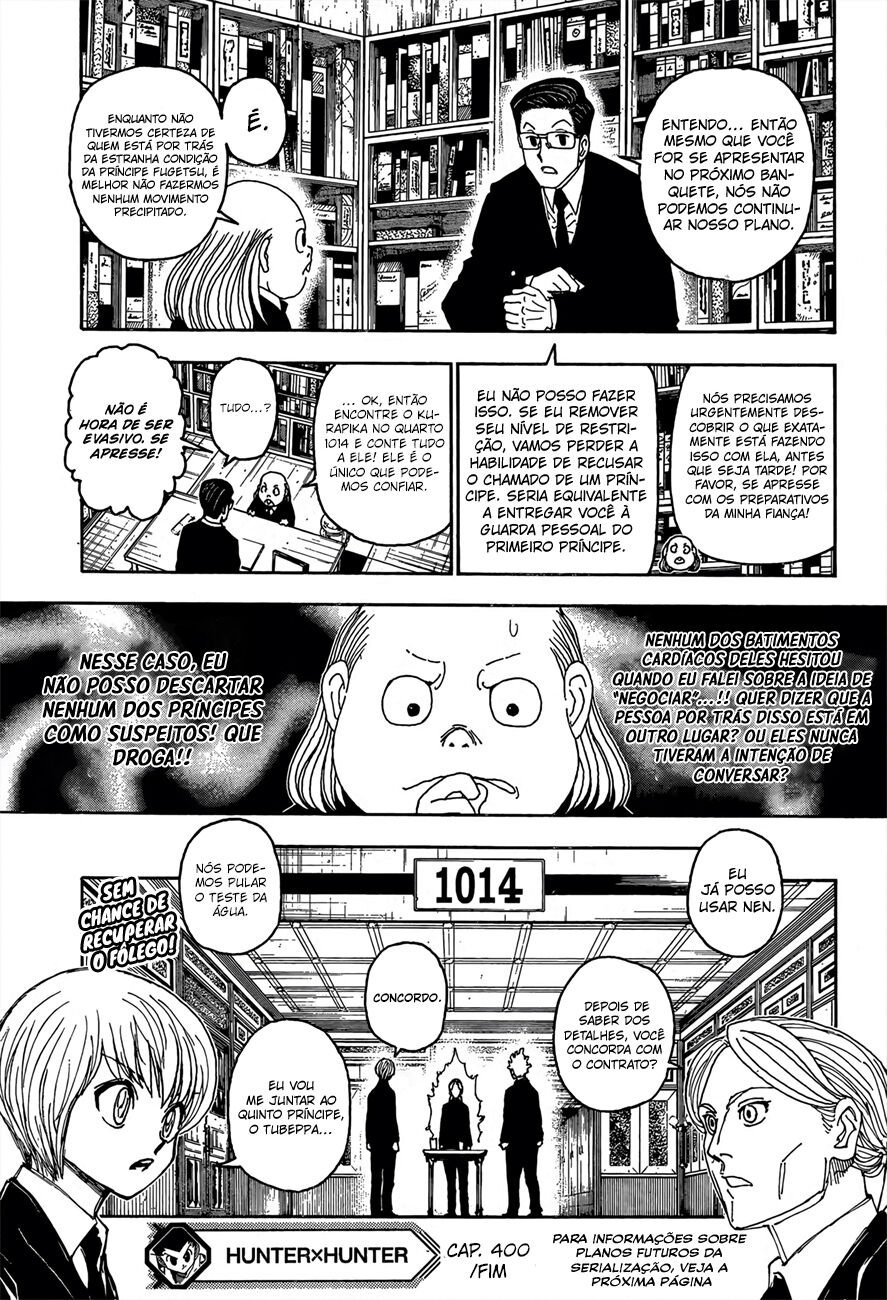 ENTENDO... ENTÃO
MESMO QUE VOCÊ
FOR SE APRESENTAR
NO PRÓXIMO BAN-
QUETE, NÓS NÃO
PODEMOS CONTINU-
AR NOSSO PLANO.
É.
ENQUANTO NÃO
TIVERMOS CERTEZA DE
QUEM ESTÁ POR TRÁS
DA ESTRANHA CONDIÇÃO
DA PRÍNCIPE FUGETSU, É
MELHOR NÃO FAZERMOS
NENHUM MOVIMENTO
PRECIPITADO.
NÓS PRECISAMOS
URGENTEMENTE DES-
COBRIR O QUE EXATA-
MENTE ESTÁ FAZENDO
ISSO COM ELA, ANTES
QUE SEJA TARDE! POR
FAVOR, SE APRESSE
COM OS PREPARATIVOS
DA MINHA FIANÇA!
EU NÃO POSSO FAZER
ISSO. SE EU REMOVER
SEU NÍVEL DE RESTRI-
ÇÃO, VAMOS PERDER A
HABILIDADE DE RECUSAR
O CHAMADO DE UM PRÍN-
CIPE. SERIA EQUIVALENTE
A ENTREGAR VOCÊ À
GUARDA PESSOAL DO
PRIMEIRO PRÍNCIPE.
... OK, ENTÃO
ENCONTRE O KU-
RAPIKA NO QUARTO
1014 E CONTE TUDO
A ELE! ELE É O
ÚNICO QUE PODE-
MOS CONFIAR.
TUDO...?
NÃO É
HORA DE SER
EVASIVO. SE
APRESSE!
NENHUM DOS BATIMENTOS
CARDÍACOS DELES HESITOU
QUANDO EU FALEI SOBRE A IDEIA DE
"NEGOCIAR"...!! QUER DIZER QUE A
PESSOA POR TRÁS DISSO ESTÁ EM
OUTRO LUGAR? OU ELES NUNCA
TIVERAM A INTENÇÃO DE
CONVERSAR?
NESSE CASO, EU
NÃO POSSO DESCARTAR
NENHUM DOS PRÍNCIPES
COMO SUSPEITOS! QUE
DROGA!!
1014
EU
JÁ POSSO
USAR NEN.
NÓS PODE-
MOS PULAR
O TESTE DA
ÁGUA.
SEM
CHANCE DE
RECUPERAR
O FÔLEGO!
DEPOIS DE
SABER DOS
DETALHES, VOCÊ
CONCORDA COM
O CONTRATO?
CONCORDO.
EU VOU
ME JUNTAR AO
QUINTO PRÍNCIPE,
O TUBEPPA...
HUNTER×HUNTER
CAP. 400
/FIM
PARA INFORMAÇÕES SOBRE
PLANOS FUTUROS DA
SERIALIZAÇÃO, VEJA A
PRÓXIMA PÁGINA